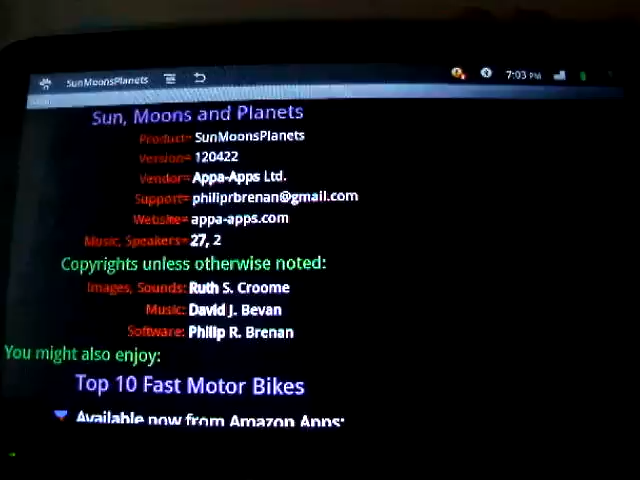 SunMoonsPlanets 7:03 PM
Sun, Moons and Planets
Product= SunMoonsPlanets
Version= 120422
Vendor= Appa-Apps Ltd.
Support= philiprbrenan@gmail.com
Website= appa-apps.com
Music, Speakers= 27, 2
Copyrights unless otherwise noted:
Images, Sounds: Ruth S. Croome
Music: David J. Bevan
Software: Philip R. Brenan
You might also enjoy:
Top 10 Fast Motor Bikes
Available now from Amazon Apps: